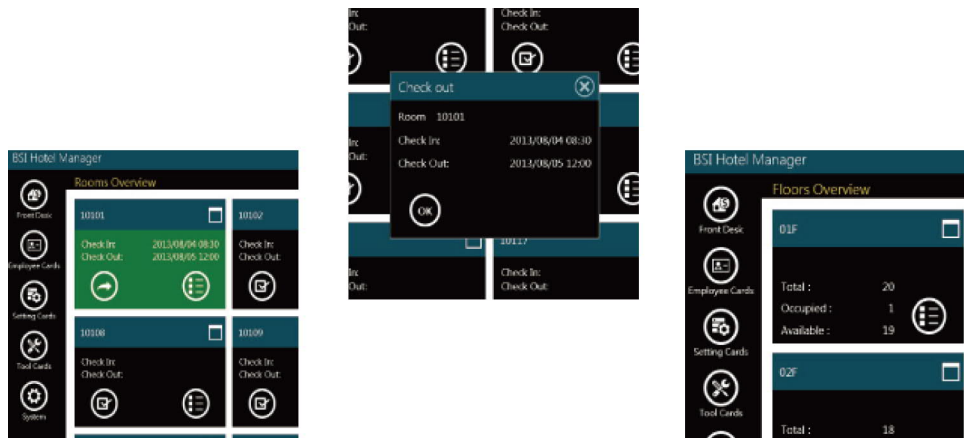 BSI Hotel Manager
Rooms Overview
Front Desk
Employee Cards
Setting Cards
Tool Cards
System
10101
Check In: 2013/08/04 08:30
Check Out: 2013/08/05 12:00
10102
Check In:
Check Out:
10108
Check In:
Check Out:
10109
Check In:
Check Out:
Check In:
Out:
Check Out:
Check out
Room 10101
Check In: 2013/08/04 08:30
Check Out: 2013/08/05 12:00
OK
Out:
10117
Check In:
Out:
Check Out:
BSI Hotel Manager
Floors Overview
Front Desk
Employee Cards
Setting Cards
Tool Cards
01F
Total : 20
Occupied : 1
Available : 19
02F
Total : 18